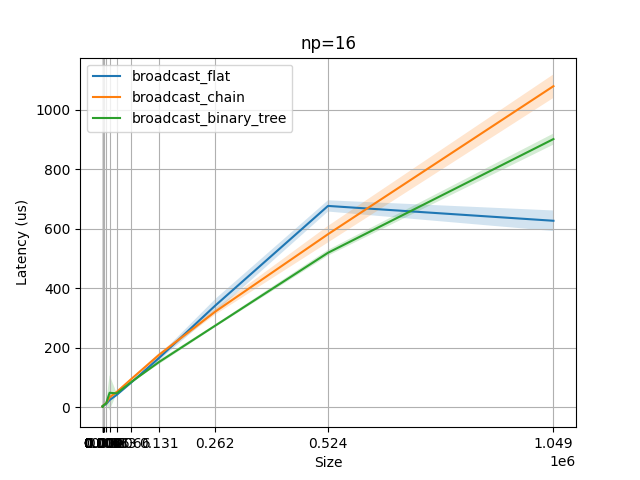 np=16
broadcast_flat
broadcast_chain
broadcast_binary_tree
1000
800
600
400
200
0
Latency (us)
0.131 0.262 0.524 1.049
Size
1e6